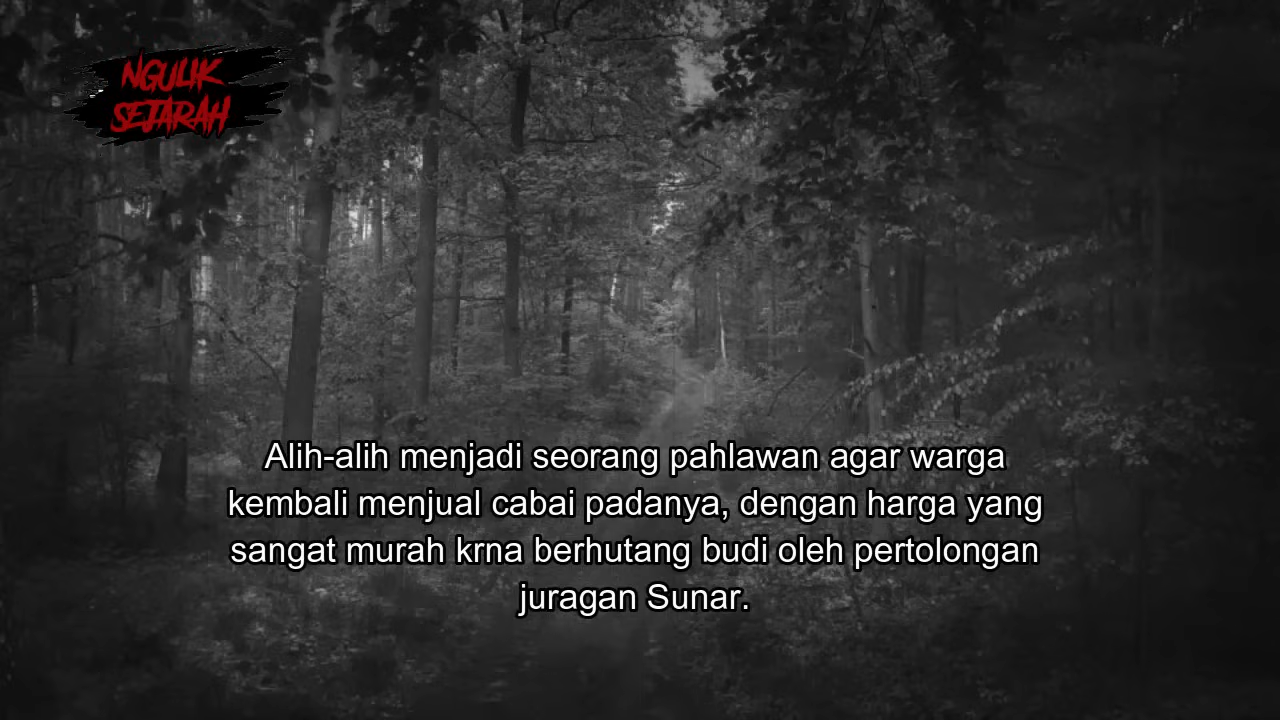 NGULIK
SEJARAH
Alih-alih menjadi seorang pahlawan agar warga
kembali menjual cabai padanya, dengan harga yang
sangat murah krna berhutang budi oleh pertolongan
juragan Sunar.